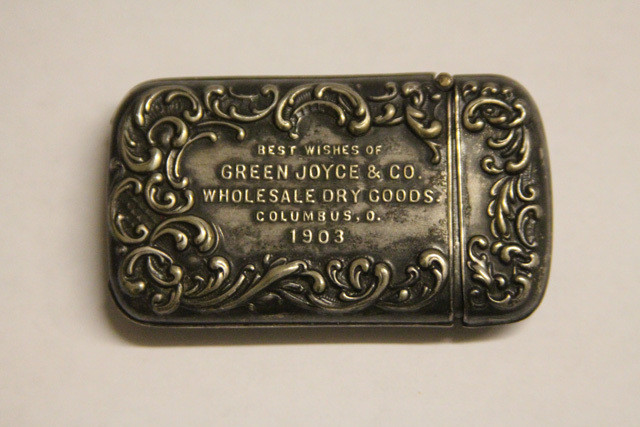 BEST WISHES OF
GREEN JOYCE & CO.
WHOLESALE DRY GOODS
COLUMBUS, O.
1903